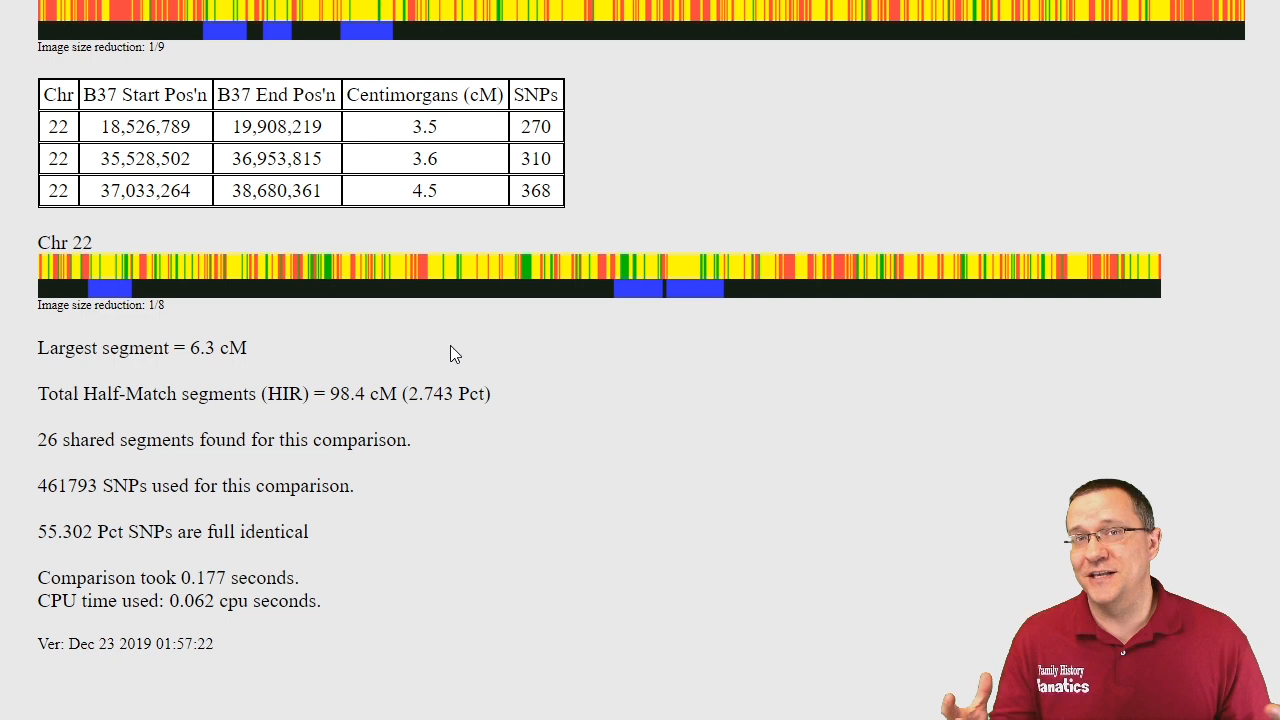 Image size reduction: 1/9
Chr B37 Start Pos'n B37 End Pos'n Centimorgans (cM) SNPs
22 18,526,789 19,908,219 3.5 270
22 35,528,502 36,953,815 3.6 310
22 37,033,264 38,680,361 4.5 368
Chr 22
Image size reduction: 1/8
Largest segment = 6.3 cM
Total Half-Match segments (HIR) = 98.4 cM (2.743 Pct)
26 shared segments found for this comparison.
461793 SNPs used for this comparison.
55.302 Pct SNPs are full identical
Comparison took 0.177 seconds.
CPU time used: 0.062 cpu seconds.
Ver: Dec 23 2019 01:57:22
Family History
Fanatics